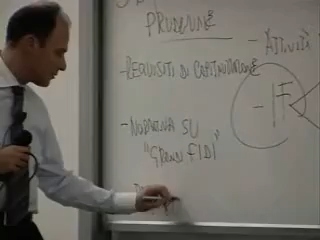 PRUDENZIALE
- REQUISITI DI CAPITALIZZAZIONE
- ATTIVITÀ
- IF
- NORMATIVA SU
"GRANDI FIDI"